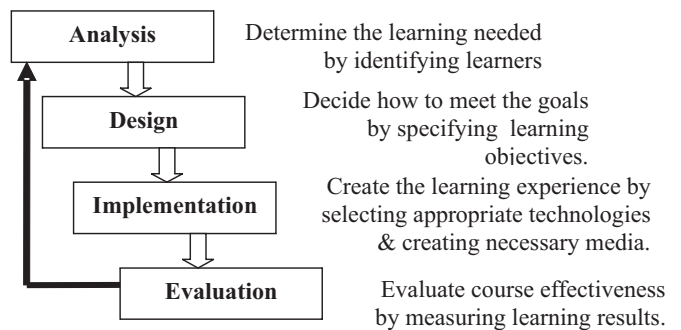 Analysis
Determine the learning needed
by identifying learners
Design
Decide how to meet the goals
by specifying learning
objectives.
Implementation
Create the learning experience by
selecting appropriate technologies
& creating necessary media.
Evaluation
Evaluate course effectiveness
by measuring learning results.